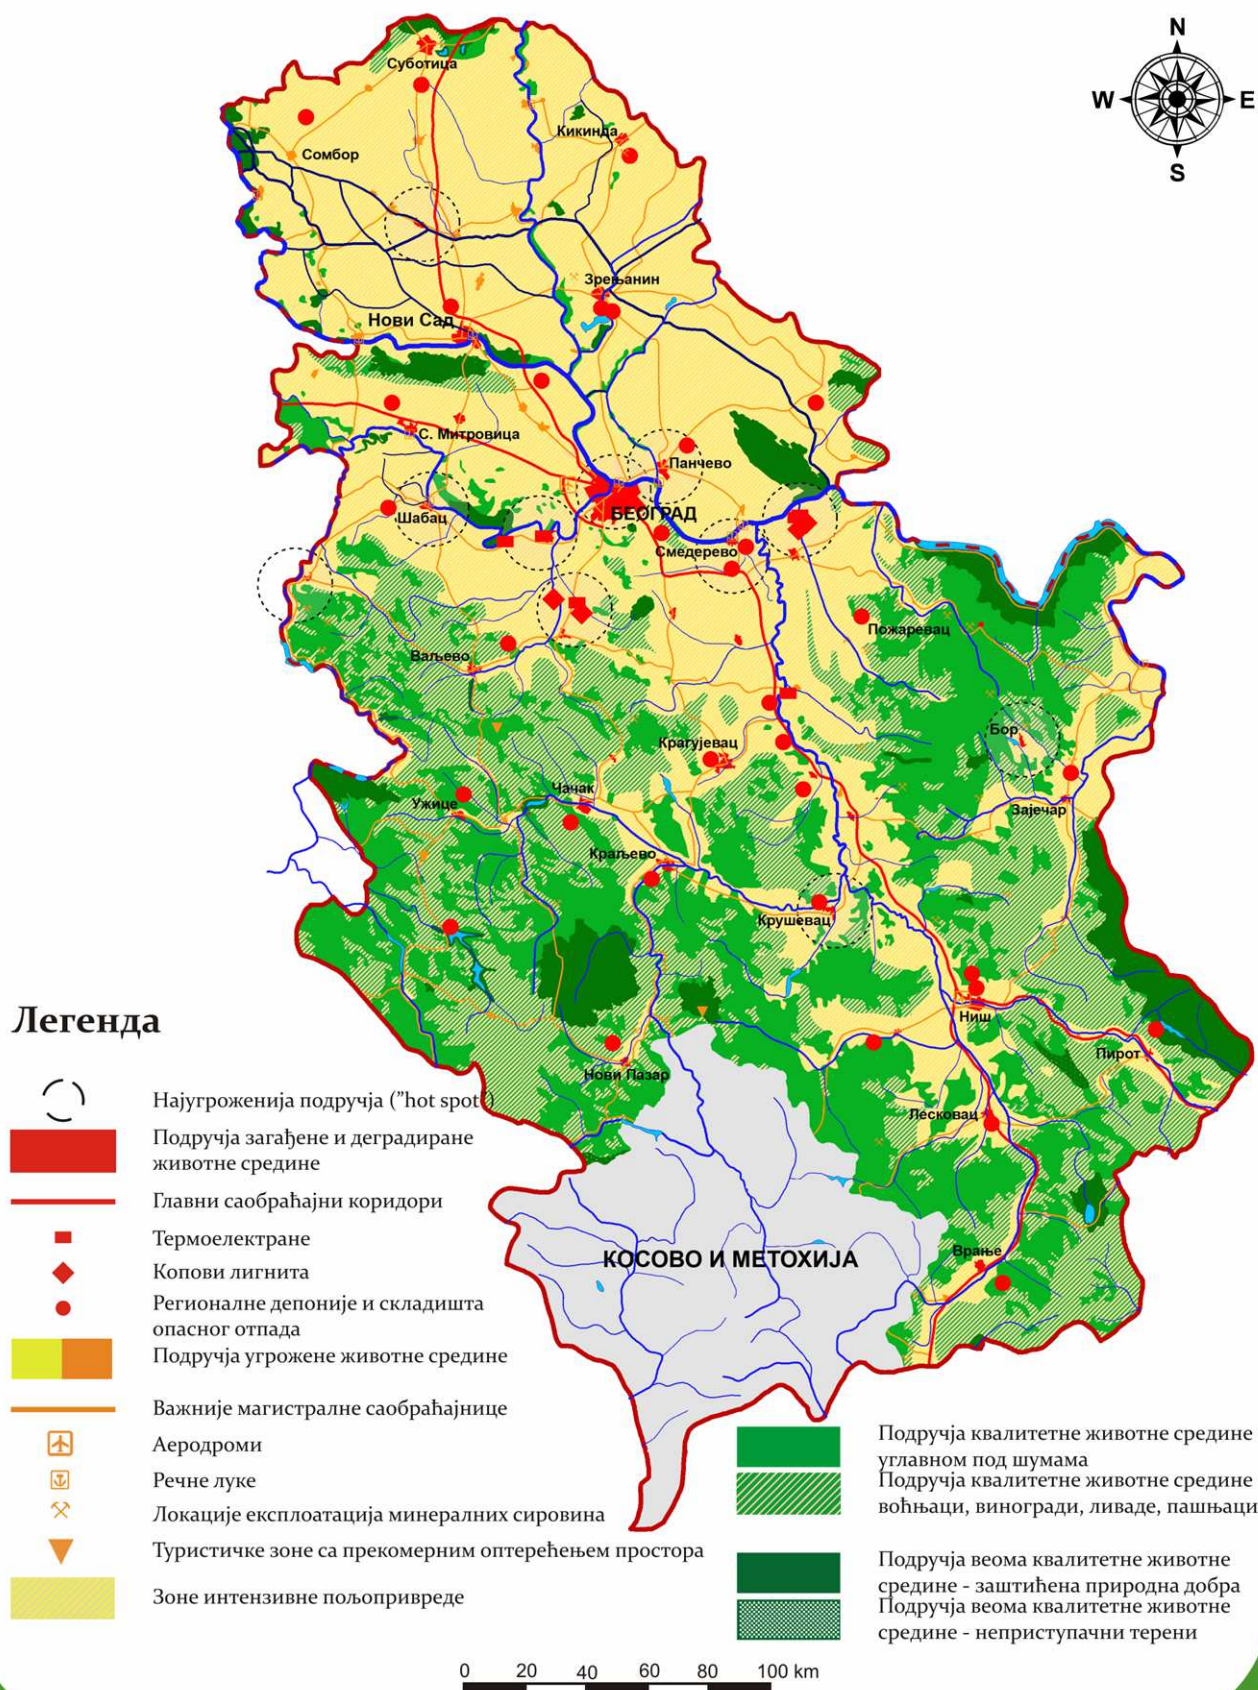 N
W
E
S
Суботица
Кикинда
Сомбор
Зрењанин
Нови Сад
С. Митровица
Панчево
Шабац
БЕОГРАД
Смедерево
Пожаревац
Ваљево
Бор
Крагујевац
Чачак
Ужице
Зајечар
Краљево
Крушевац
Ниш
Пирот
Нови Пазар
Лесковац
Врање
КОСОВО И МЕТОХИЈА
Легенда
Најугроженија подручја ("hot spot")
Подручја загађене и деградиране
животне средине
Главни саобраћајни коридори
Термоелектране
Копови лигнита
Регионалне депоније и складишта
опасног отпада
Подручја угрожене животне средине
Важније магистралне саобраћајнице
Аеродроми
Речне луке
Локације експлоатација минералних сировина
Туристичке зоне са прекомерним оптерећењем простора
Зоне интензивне пољопривреде
Подручја квалитетне животне средине
углавном под шумама
Подручја квалитетне животне средине
воћњаци, виногради, ливаде, пашњаци
Подручја веома квалитетне животне
средине - заштићена природна добра
Подручја веома квалитетне животне
средине - неприступачни терени
0 20 40 60 80 100 km